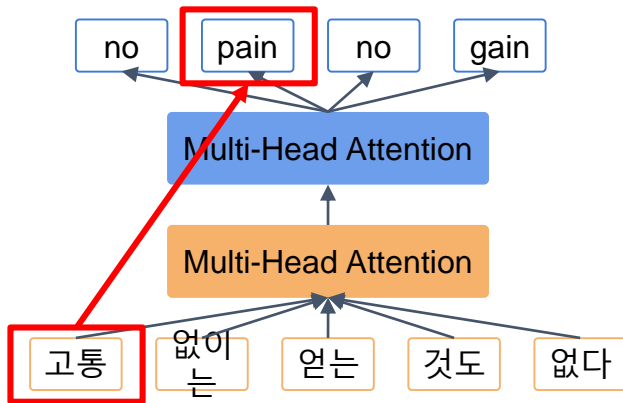 no
pain
no
gain
Multi-Head Attention
Multi-Head Attention
고통
없이
는
얻는
것도
없다